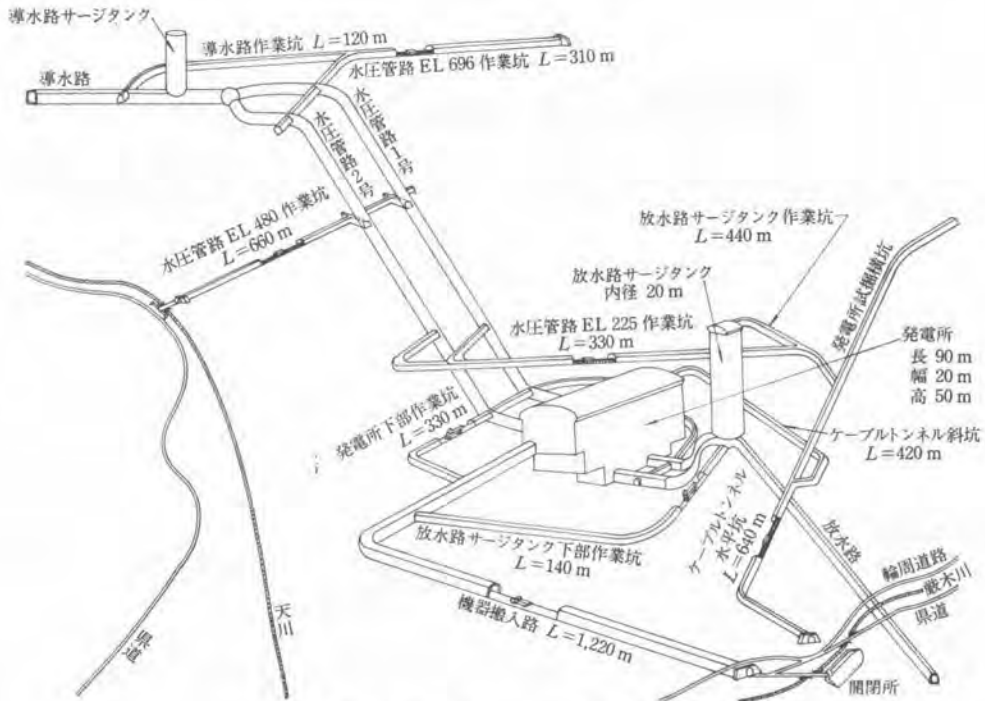 導水路サージタンク
導水路作業坑 L=120 m
水圧管路 EL 696 作業坑 L=310 m
導水路
水圧管路1号
水圧管路2号
水圧管路 EL 480 作業坑
L=660 m
放水路サージタンク作業坑
L=440 m
放水路サージタンク
内径 20 m
発電所試掘横坑
水圧管路 EL 225 作業坑
L=330 m
発電所
長 90 m
幅 20 m
高 50 m
発電所下部作業坑
L=330 m
ケーブルトンネル斜坑
L=420 m
ケーブルトンネル
水平坑
L=640 m
放水路
放水路サージタンク下部作業坑
L=140 m
機器搬入路 L=1,220 m
輪周道路
厳木川
県道
県道
天川
開閉所